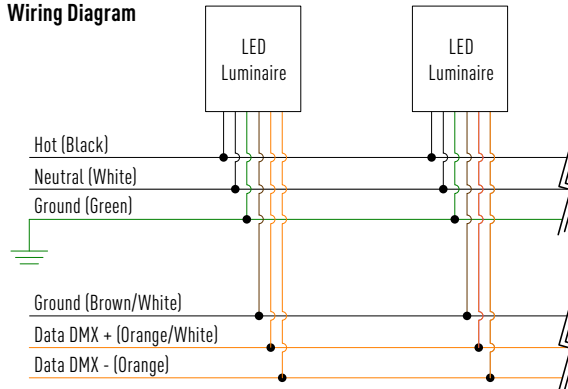 Wiring Diagram
LED
Luminaire
LED
Luminaire
Hot (Black)
Neutral (White)
Ground (Green)
Ground (Brown/White)
Data DMX + (Orange/White)
Data DMX - (Orange)